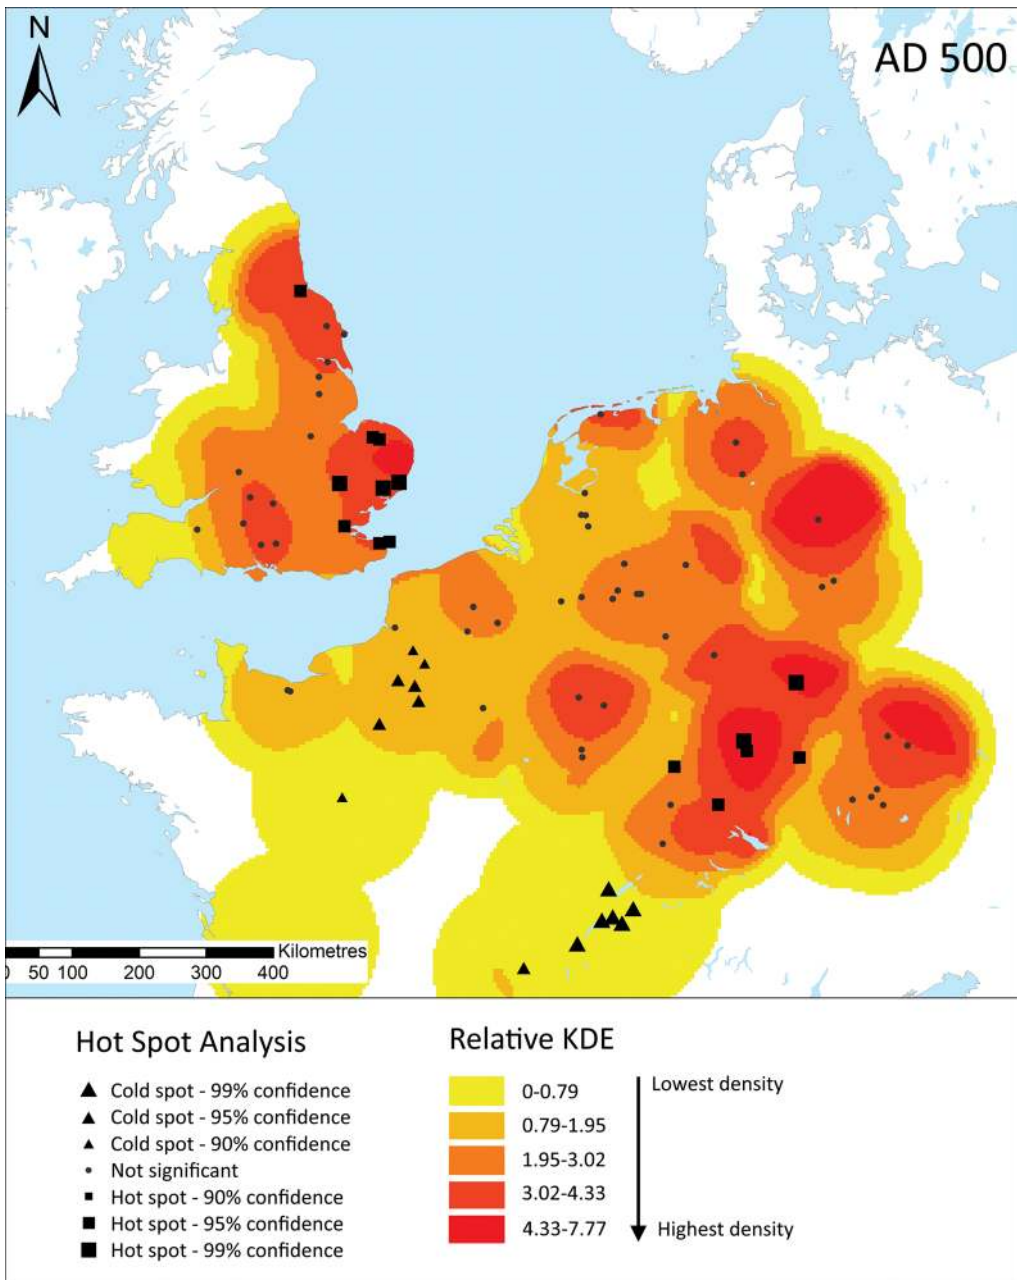 N
AD 500
Kilometres
0 50 100 200 300 400
Hot Spot Analysis
Cold spot - 99% confidence
Cold spot - 95% confidence
Cold spot - 90% confidence
Not significant
Hot spot - 90% confidence
Hot spot - 95% confidence
Hot spot - 99% confidence
Relative KDE
0-0.79
0.79-1.95
1.95-3.02
3.02-4.33
4.33-7.77
Lowest density
Highest density